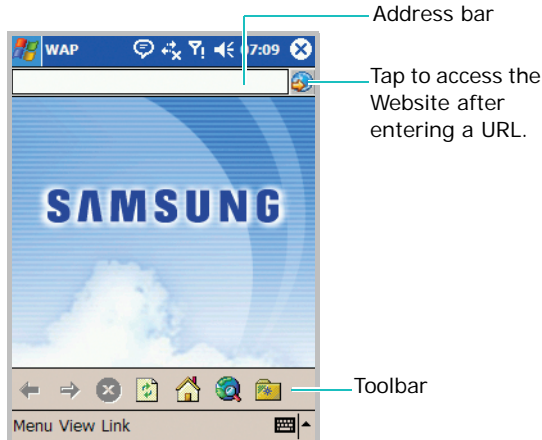 Address bar
WAP 07:09
Tap to access the
Website after
entering a URL.
SAMSUNG
Toolbar
Menu View Link